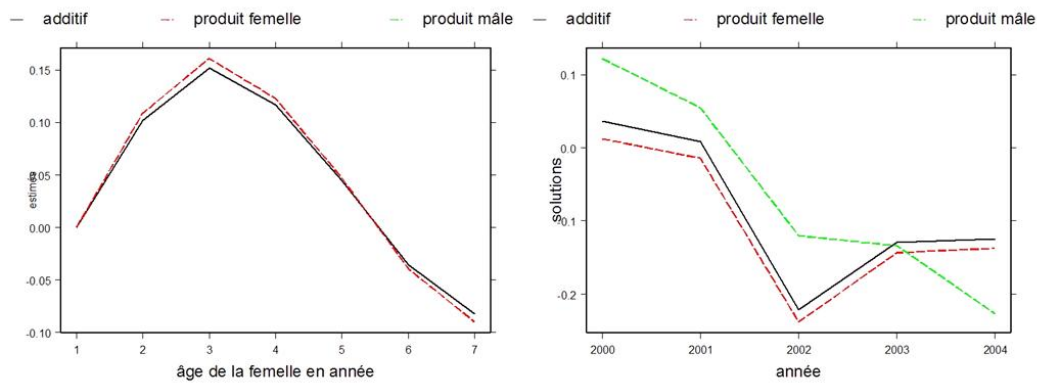 additif produit femelle produit mâle
0.15
0.10
0.05
0.00
-0.05
-0.10
estimés
1 2 3 4 5 6 7
âge de la femelle en année
additif produit femelle produit mâle
0.1
0.0
-0.1
-0.2
solutions
2000 2001 2002 2003 2004
année